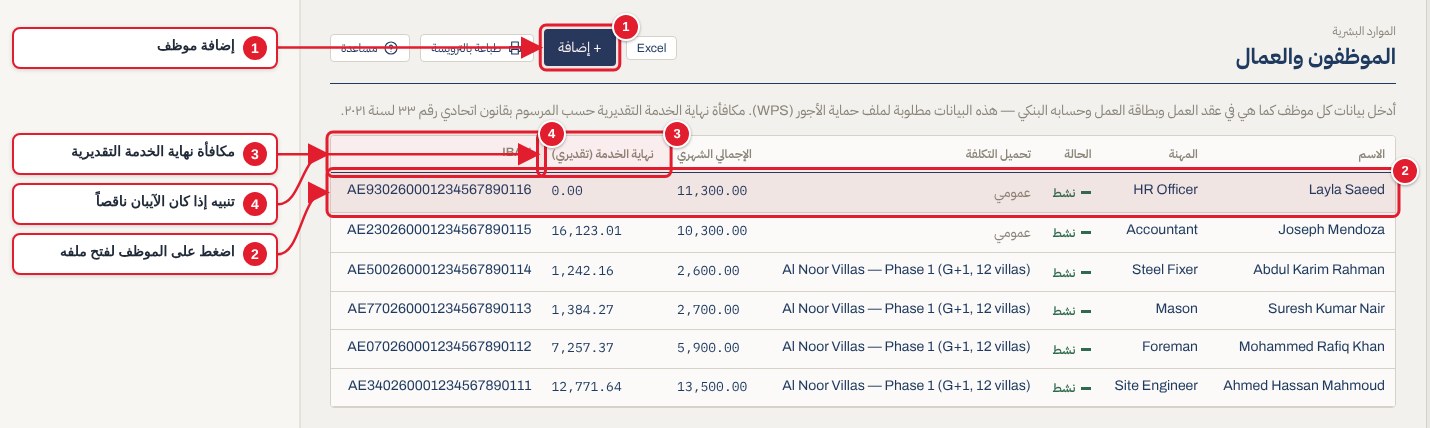 الموارد البشرية
الموظفون والعمال
Excel
+ إضافة
طباعة بالترويسة
مساعدة
1
إضافة موظف 1
أدخل بيانات كل موظف كما هي في عقد العمل وبطاقة العمل وحسابه البنكي — هذه البيانات مطلوبة لملف حماية الأجور (WPS). مكافأة نهاية الخدمة التقديرية حسب المرسوم بقانون اتحادي رقم ٣٣ لسنة ٢٠٢١.
3
4
2
الاسم المهنة الحالة تحميل التكلفة الإجمالي الشهري نهاية الخدمة (تقديري)
Layla Saeed HR Officer نشط عمومي 11,300.00 0.00 AE930260001234567890116
Joseph Mendoza Accountant نشط عمومي 10,300.00 16,123.01 AE230260001234567890115
Abdul Karim Rahman Steel Fixer نشط Al Noor Villas — Phase 1 (G+1, 12 villas) 2,600.00 1,242.16 AE500260001234567890114
Suresh Kumar Nair Mason نشط Al Noor Villas — Phase 1 (G+1, 12 villas) 2,700.00 1,384.27 AE770260001234567890113
Mohammed Rafiq Khan Foreman نشط Al Noor Villas — Phase 1 (G+1, 12 villas) 5,900.00 7,257.37 AE070260001234567890112
Ahmed Hassan Mahmoud Site Engineer نشط Al Noor Villas — Phase 1 (G+1, 12 villas) 13,500.00 12,771.64 AE340260001234567890111
مكافأة نهاية الخدمة التقديرية 3
تنبيه إذا كان الآيبان ناقصاً 4
اضغط على الموظف لفتح ملفه 2